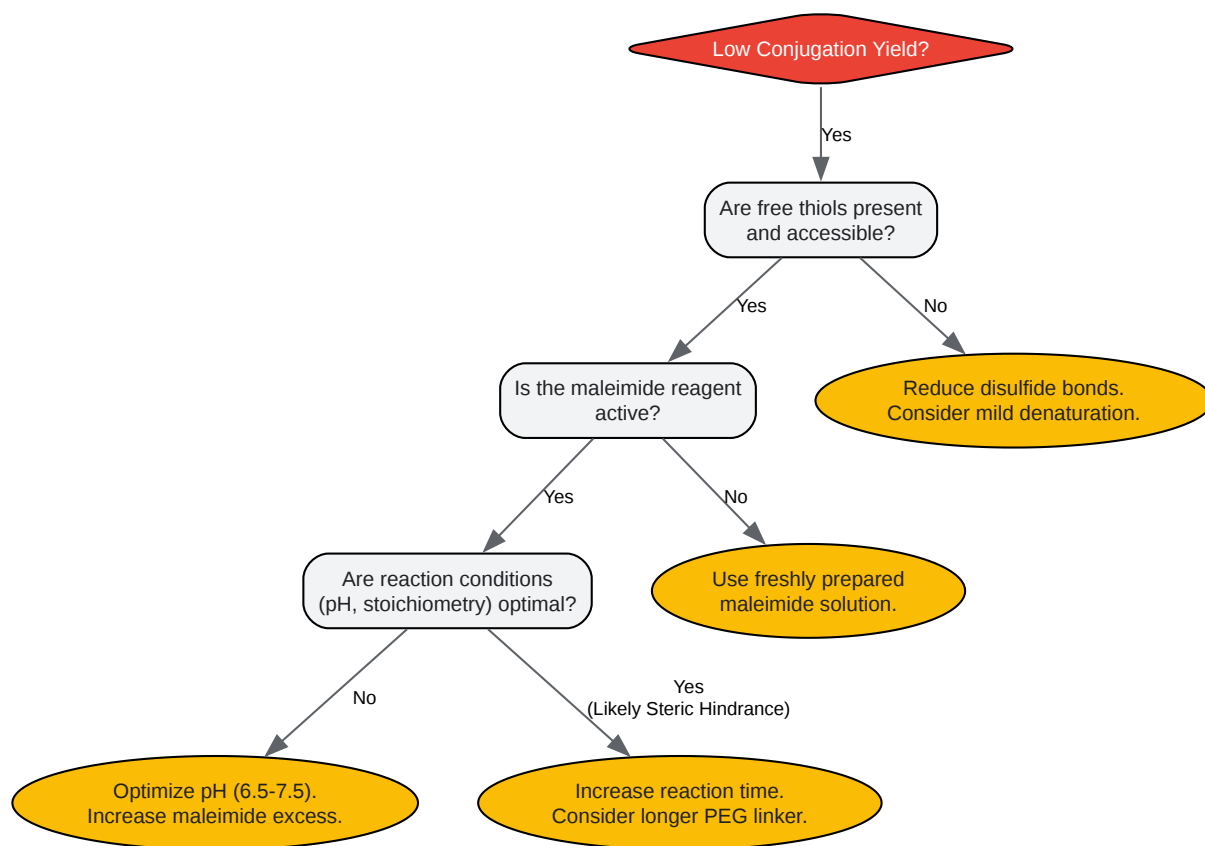 Low Conjugation Yield?
Yes
Are free thiols present
and accessible?
Yes
No
Is the maleimide reagent
active?
Reduce disulfide bonds.
Consider mild denaturation.
Yes
No
Are reaction conditions
(pH, stoichiometry) optimal?
Use freshly prepared
maleimide solution.
No
Yes
(Likely Steric Hindrance)
Optimize pH (6.5-7.5).
Increase maleimide excess.
Increase reaction time.
Consider longer PEG linker.